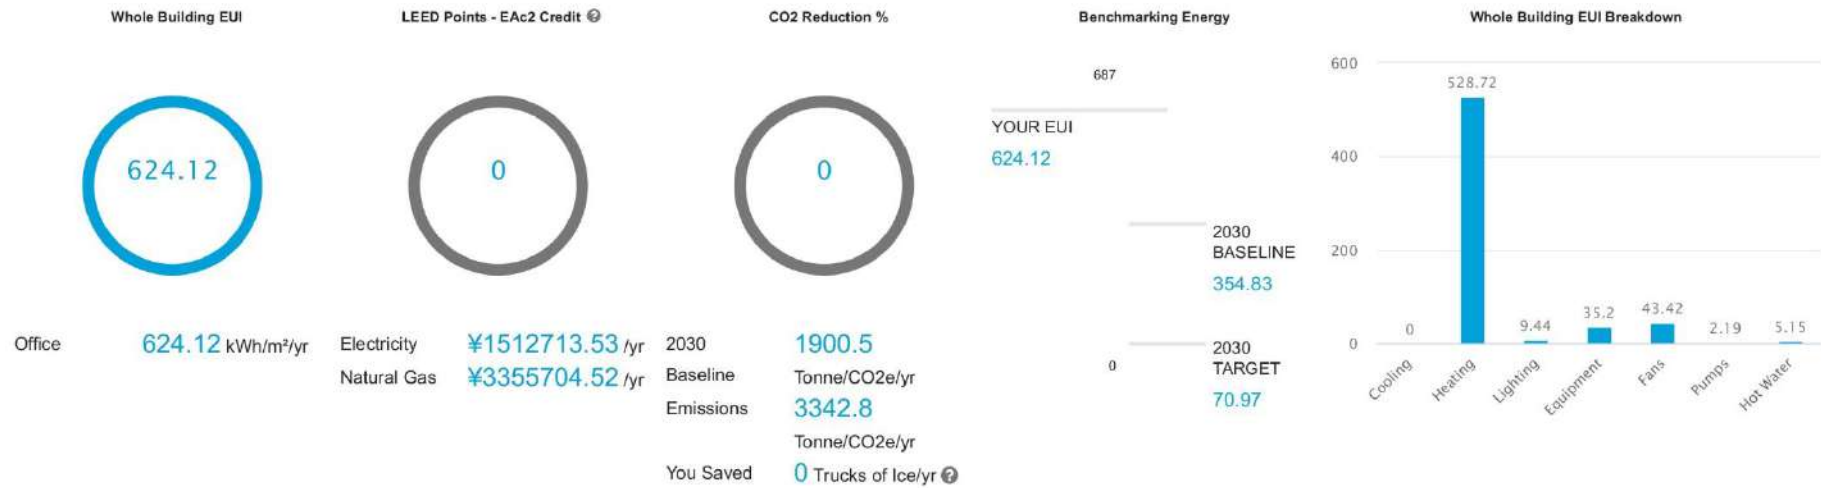 Whole Building EUI
624.12
Office 624.12 kWh/m²/yr
LEED Points - EAc2 Credit ?
0
Electricity ¥1512713.53 /yr
Natural Gas ¥3355704.52 /yr
CO2 Reduction %
0
2030 1900.5
Baseline Tonne/CO2e/yr
Emissions 3342.8
Tonne/CO2e/yr
You Saved 0 Trucks of Ice/yr ?
Benchmarking Energy
687
YOUR EUI
624.12
2030
BASELINE
354.83
2030
0 TARGET
70.97
Whole Building EUI Breakdown
600
528.72
400
200
35.2 43.42
0 9.44 2.19 5.15
0
Cooling Heating Lighting Equipment Fans Pumps Hot Water